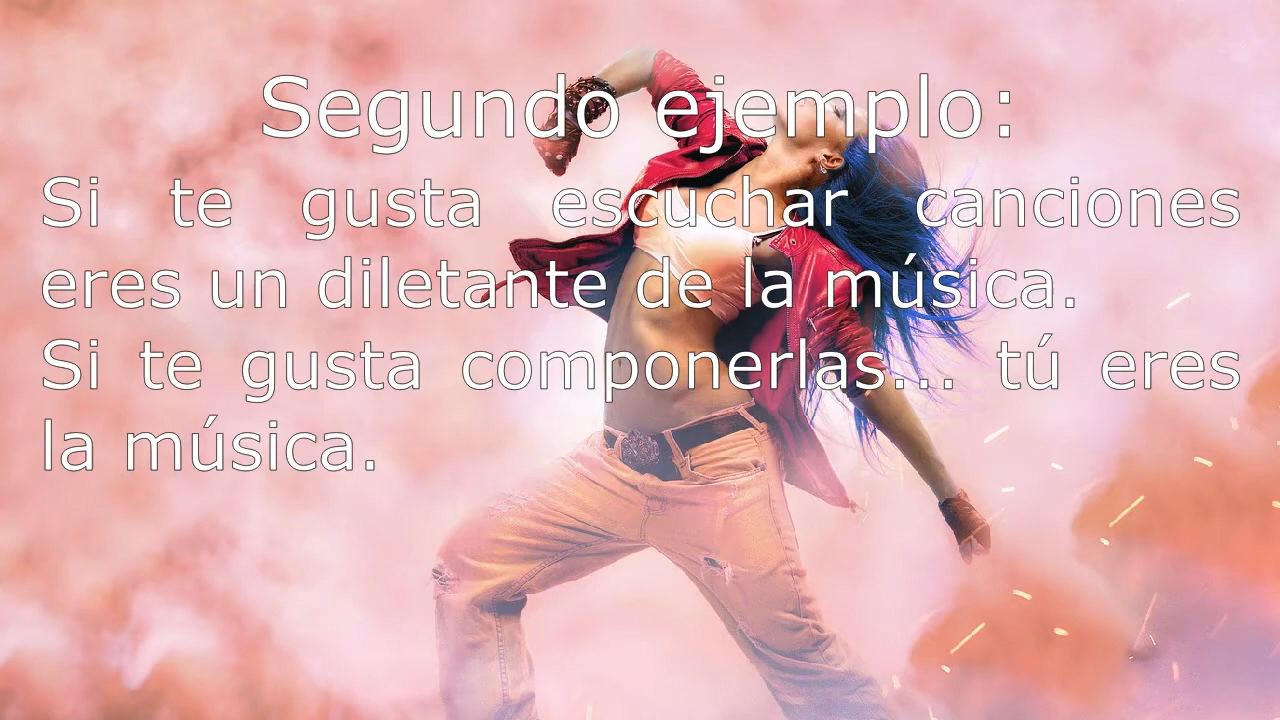 Segundo ejemplo:
Si te gusta escuchar canciones
eres un diletante de la música.
Si te gusta componerlas... tú eres
la música.